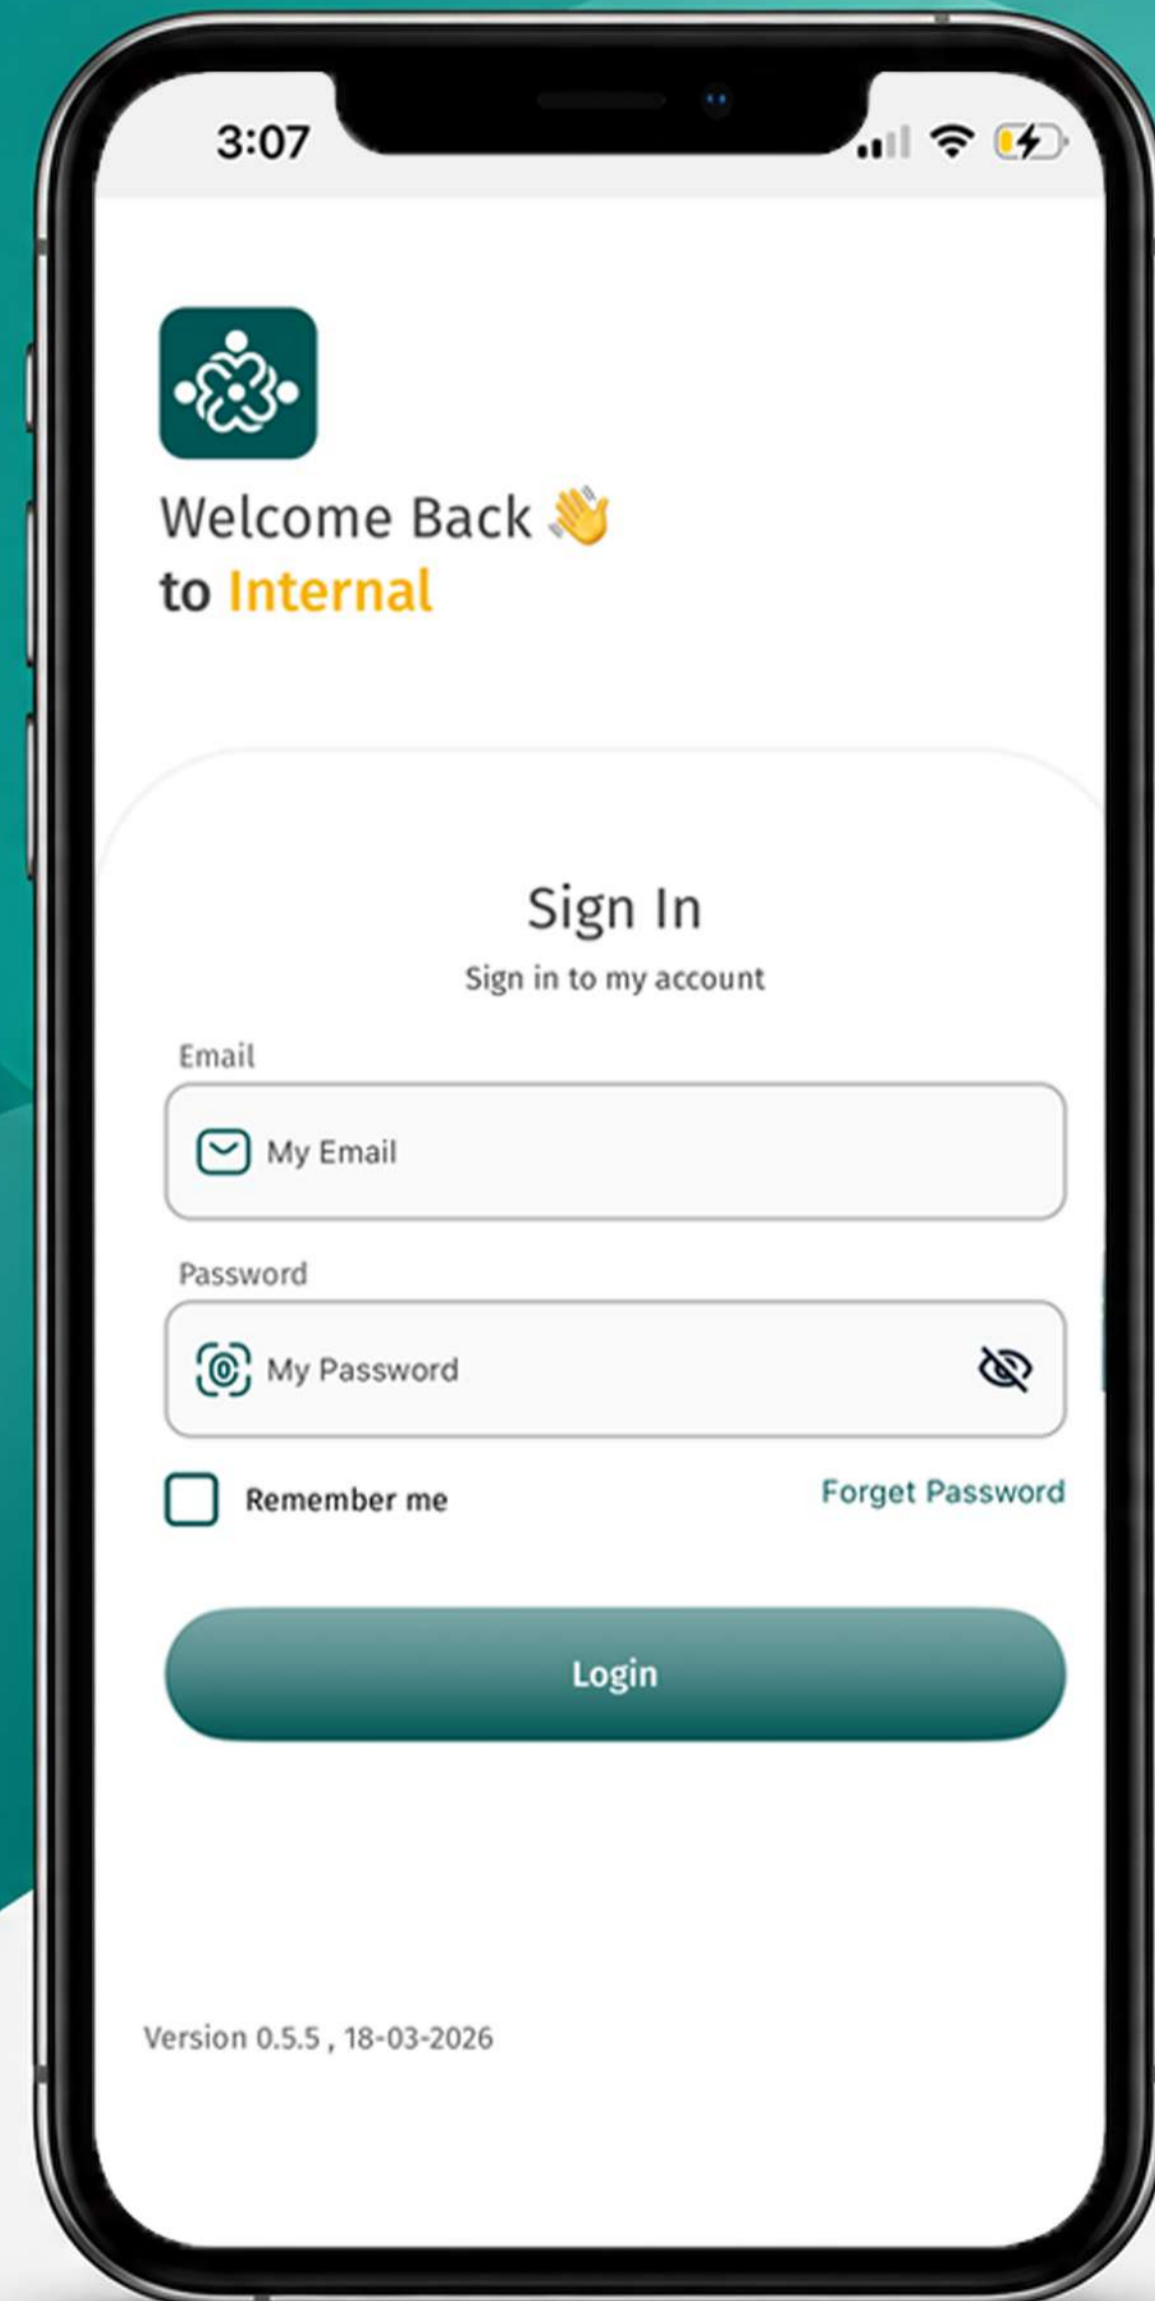 3:07
Welcome Back 👋
to Internal
Sign In
Sign in to my account
Email
My Email
Password
My Password
Remember me
Forget Password
Login
Version 0.5.5 , 18-03-2026